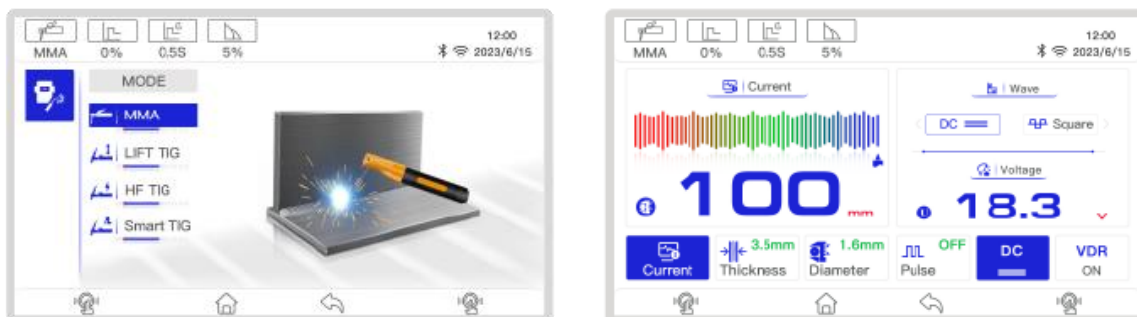 MMA 0% 0.5S 5%
12:00
2023/6/15
MODE
MMA
LIFT TIG
HF TIG
Smart TIG
MMA 0% 0.5S 5%
12:00
2023/6/15
Current
100
mm
Wave
DC Square
Voltage
18.3
Current
3.5mm
Thickness
1.6mm
Diameter
OFF
Pulse
DC
VDR
ON